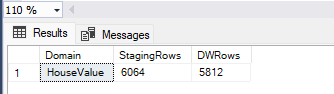 110 %
Results Messages
Domain StagingRows DWRows
1 HouseValue 6064 5812